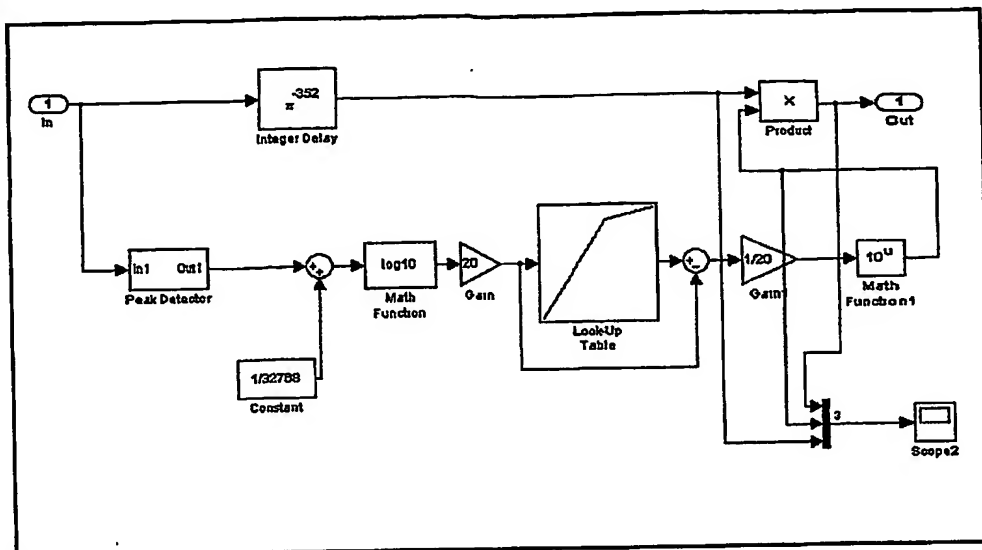 1
In
-352
z
Integer Delay
×
Product
1
Out
In1 Out1
Peak Detector
log10
Math
Function
20
Gain
Look-Up
Table
1/20
Gain1
10u
Math
Function1
1/32788
Constant
3
Scope2